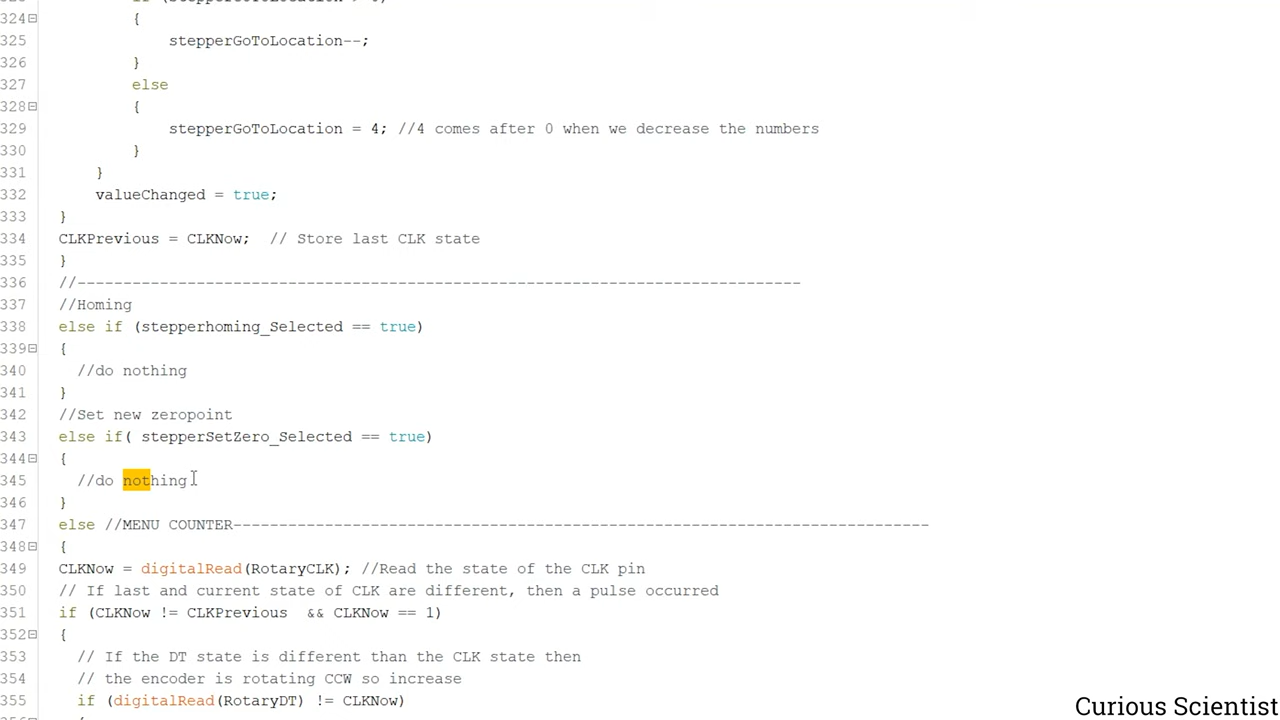 324 {
325 stepperGoToLocation--;
326 }
327 else
328 {
329 stepperGoToLocation = 4; //4 comes after 0 when we decrease the numbers
330 }
331 }
332 valueChanged = true;
333 }
334 CLKPrevious = CLKNow;  // Store last CLK state
335 }
336 //-------------------------------------------------------------------------------
337 //Homing
338 else if (stepperhoming_Selected == true)
339 {
340 //do nothing
341 }
342 //Set new zeropoint
343 else if( stepperSetZero_Selected == true)
344 {
345 //do nothing
346 }
347 else //MENU COUNTER----------------------------------------------------------------------------
348 {
349 CLKNow = digitalRead(RotaryCLK); //Read the state of the CLK pin
350 // If last and current state of CLK are different, then a pulse occurred
351 if (CLKNow != CLKPrevious  && CLKNow == 1)
352 {
353 // If the DT state is different than the CLK state then
354 // the encoder is rotating CCW so increase
355 if (digitalRead(RotaryDT) != CLKNow)
Curious Scientist